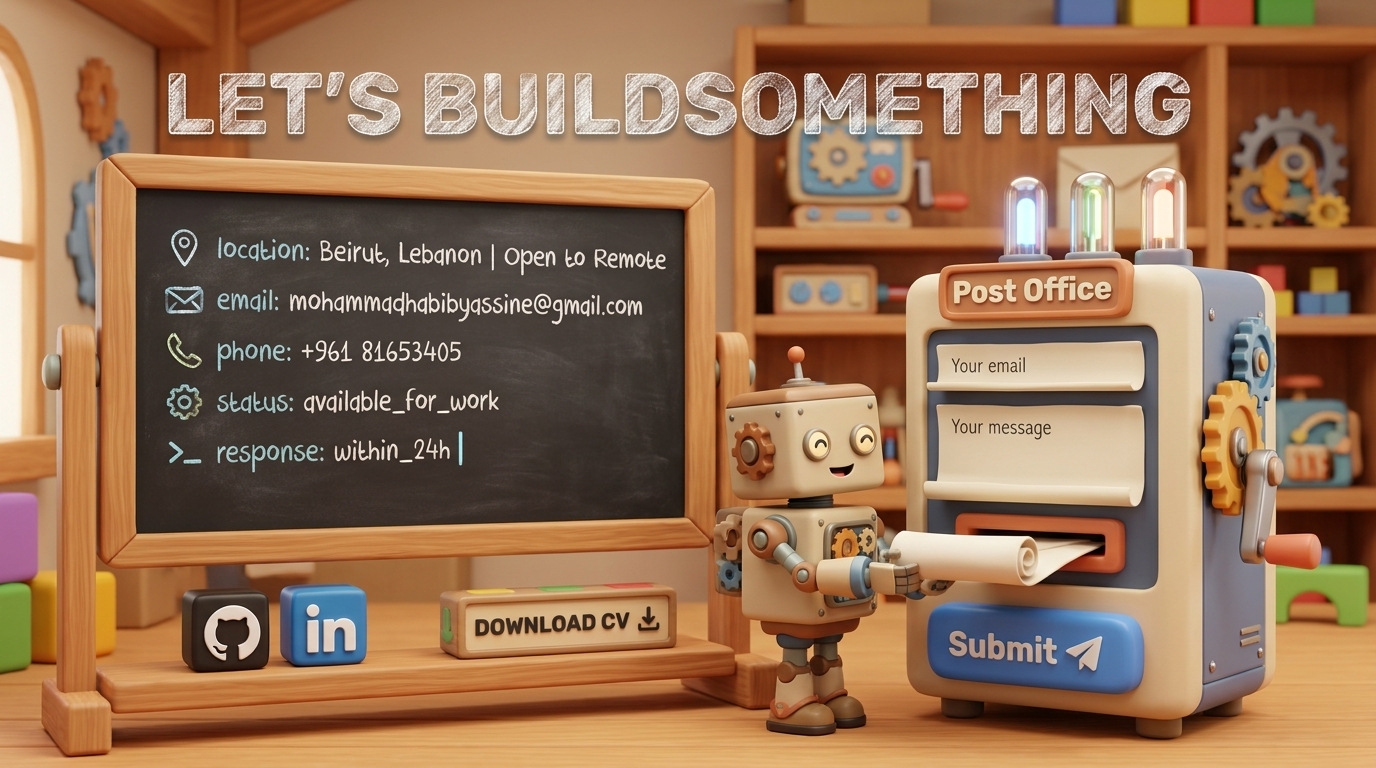 LET'S BUILDSOMETHING
location: Beirut, Lebanon | Open to Remote
email: mohammadhabibyassine@gmail.com
phone: +961 81653405
status: available_for_work
>_ response: within_24h
in
DOWNLOAD CV
Post Office
Your email
Your message
Submit